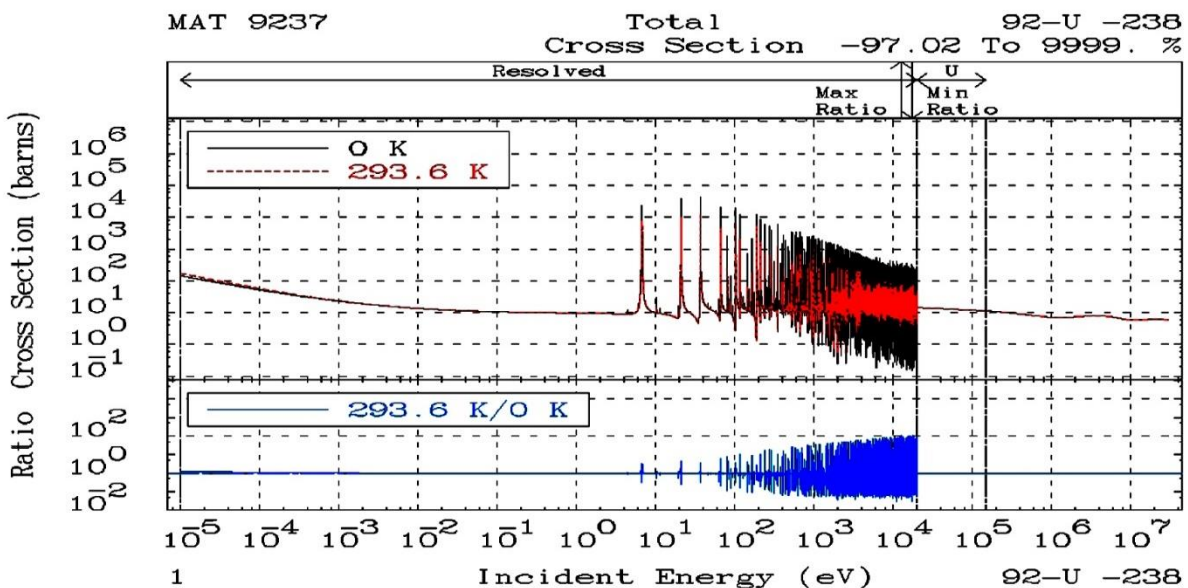 MAT 9237 Total 92-U -238
Cross Section -97.02 To 9999. %
Resolved U
Max Min
Ratio Ratio
Ratio Cross Section (barns)
10^6
10^5
10^4
10^3
10^2
10^1
10^0
10^-1
0 K
293.6 K
10^2
10^0
10^-2
293.6 K/0 K
10^-5 10^-4 10^-3 10^-2 10^-1 10^0 10^1 10^2 10^3 10^4 10^5 10^6 10^7
1 Incident Energy (eV) 92-U -238